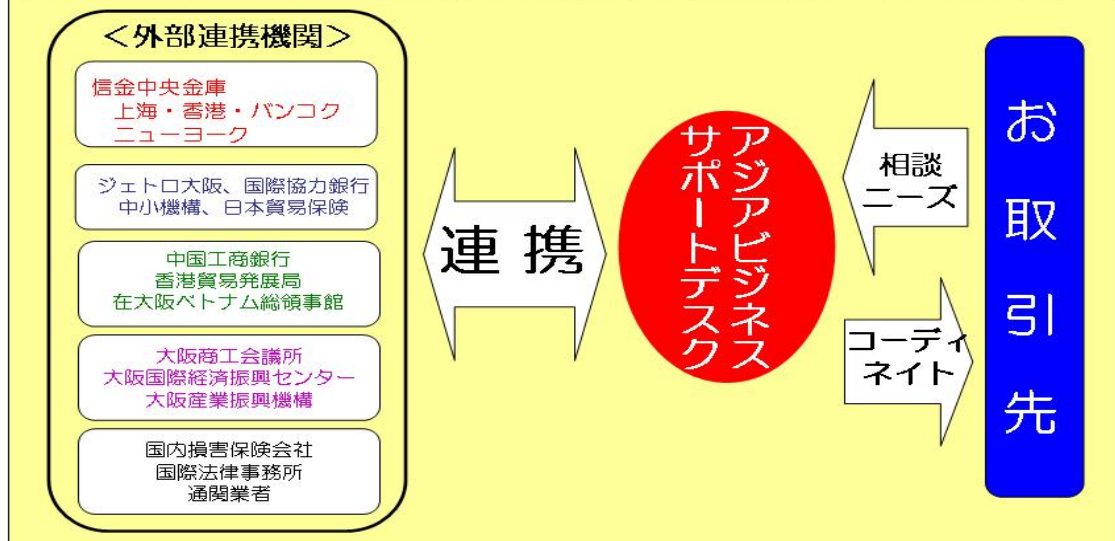 ＜外部連携機関＞
信金中央金庫
上海・香港・バンコク
ニューヨーク
ジェトロ大阪、国際協力銀行
中小機構、日本貿易保険
中国工商銀行
香港貿易発展局
在大阪ベトナム総領事館
大阪商工会議所
大阪国際経済振興センター
大阪産業振興機構
国内損害保険会社
国際法律事務所
通関業者
連携
アジアビジネス
サポートデスク
相談
ニーズ
コーディ
ネイト
お取引先